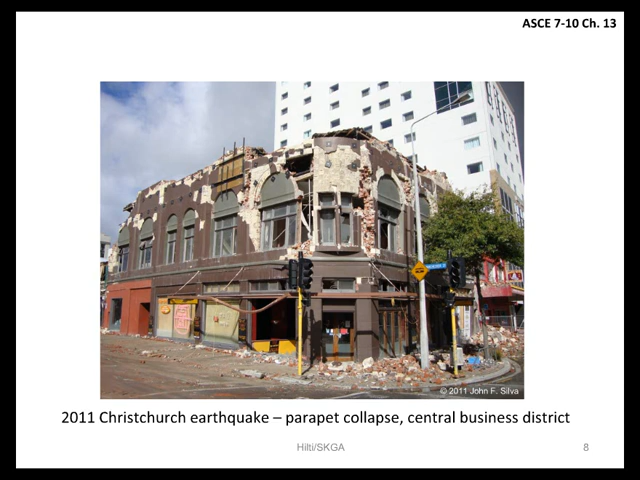 ASCE 7-10 Ch. 13
© 2011 John F. Silva
2011 Christchurch earthquake – parapet collapse, central business district
Hilti/SKGA
8